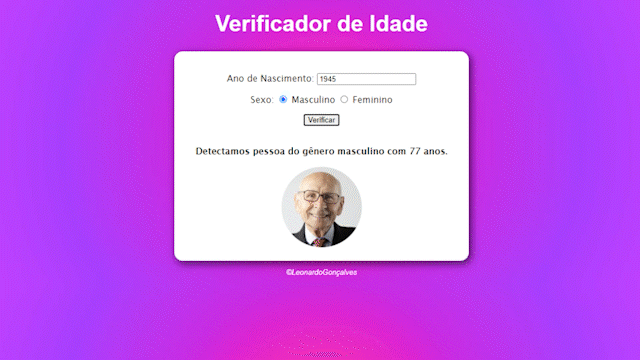 Verificador de Idade
Ano de Nascimento: 1945
Sexo: Masculino Feminino
Verificar
Detectamos pessoa do gênero masculino com 77 anos.
©LeonardoGonçalves